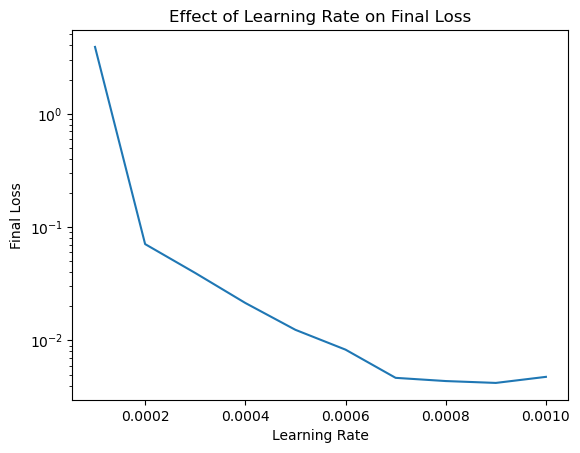 Effect of Learning Rate on Final Loss
Final Loss
10⁰
10⁻¹
10⁻²
0.0002 0.0004 0.0006 0.0008 0.0010
Learning Rate